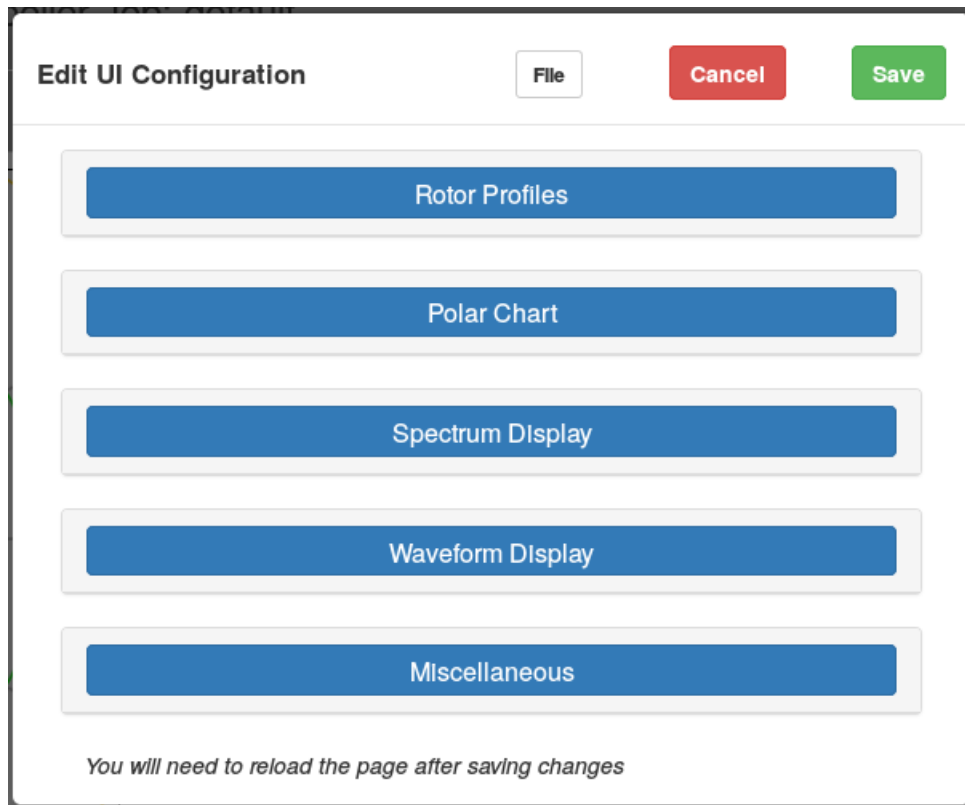 Edit UI Configuration File Cancel Save
Rotor Profiles
Polar Chart
Spectrum Display
Waveform Display
Miscellaneous
You will need to reload the page after saving changes